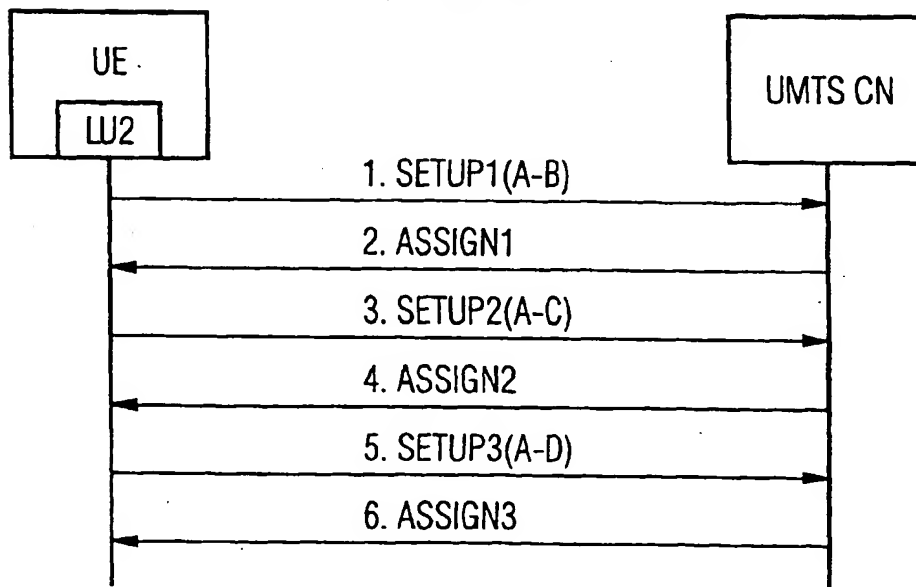 UE
LU2
UMTS CN
1. SETUP1(A-B)
2. ASSIGN1
3. SETUP2(A-C)
4. ASSIGN2
5. SETUP3(A-D)
6. ASSIGN3